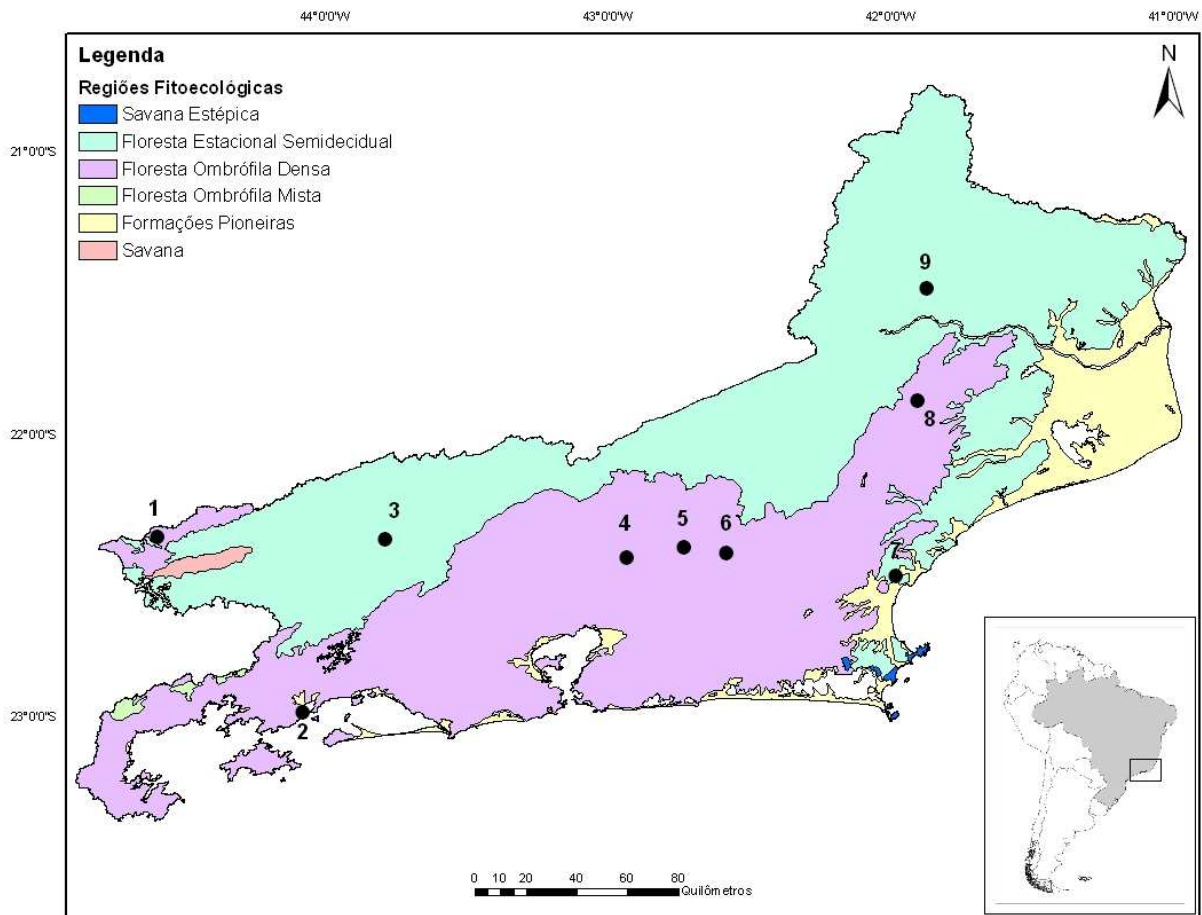 44°0'0"W 43°0'0"W 42°0'0"W 41°0'0"W
Legenda
N
Regiões Fitoecológicas
Savana Estépica
Floresta Estacional Semidecidual
21°0'0"S
Floresta Ombrófila Densa
Floresta Ombrófila Mista
Formações Pioneiras
Savana
9
8
22°0'0"S
1 3
4 5 6
7
23°0'0"S
2
0 10 20 40 60 80
Quilômetros